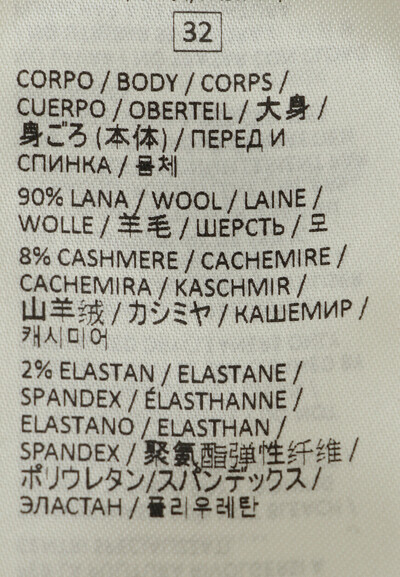 32
CORPO / BODY / CORPS /
CUERPO / OBERTEIL / 大身 /
身ごろ (本体) / ПЕРЕД И
СПИНКА / 몸체
90% LANA / WOOL / LAINE /
WOLLE / 羊毛 / ШЕРСТЬ / 모
8% CASHMERE / CACHEMIRE /
CACHEMIRA / KASCHMIR /
山羊绒 / カシミヤ / КАШЕМИР /
캐시미어
2% ELASTAN / ELASTANE /
SPANDEX / ÉLASTHANNE /
ELASTANO / ELASTHAN /
SPANDEX / 聚氨酯弹性纤维 /
ポリウレタン/スパンデックス /
ЭЛАСТАН / 폴리우레탄